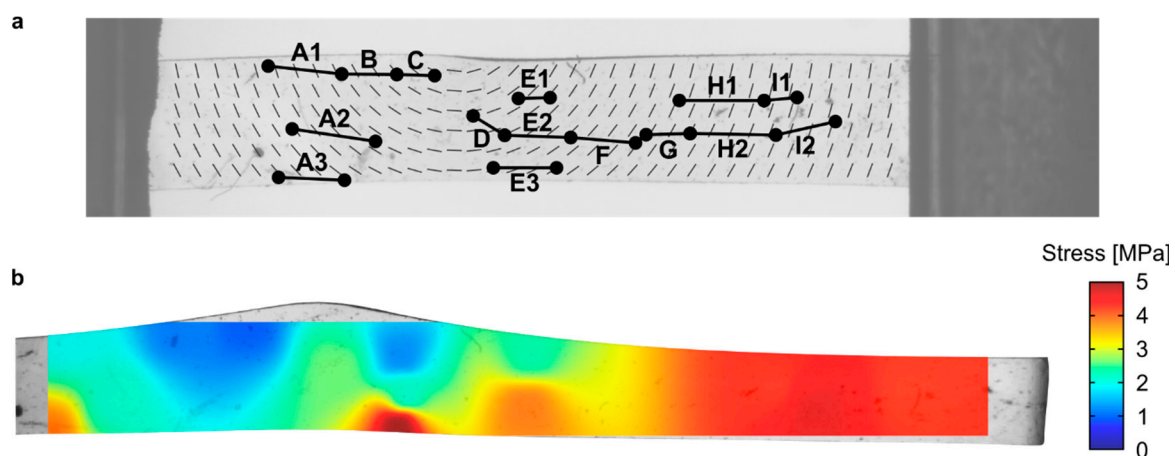 a
A1 B C
E1
H1 I1
A2
D E2 F G H2 I2
A3
E3
b
Stress [MPa]
5
4
3
2
1
0